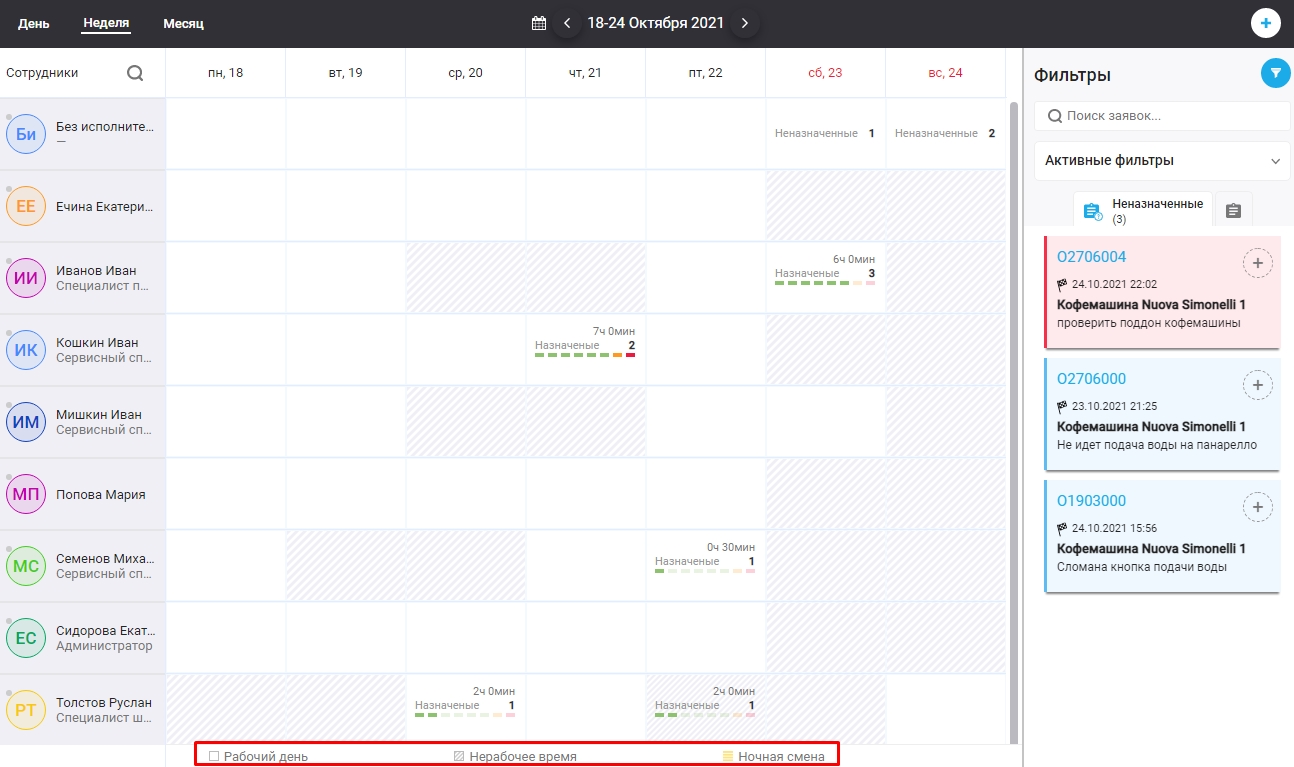 День Неделя Месяц 18-24 Октября 2021
Сотрудники пн, 18 вт, 19 ср, 20 чт, 21 пт, 22 сб, 23 вс, 24
Би Без исполните...
—
Неназначенные 1 Неназначенные 2
ЕЕ Ечина Екатери...
ИИ Иванов Иван
Специалист п...
6ч 0мин
Назначеные 3
ИК Кошкин Иван
Сервисный сп...
7ч 0мин
Назначеные 2
ИМ Мишкин Иван
Сервисный сп...
МП Попова Мария
МС Семенов Миха...
Сервисный сп...
0ч 30мин
Назначеные 1
ЕС Сидорова Екат...
Администратор
РТ Толстов Руслан
Специалист ш...
2ч 0мин 2ч 0мин
Назначеные 1 Назначеные 1
Рабочий день Нерабочее время Ночная смена
Фильтры
Поиск заявок...
Активные фильтры
Неназначенные
(3)
O2706004
24.10.2021 22:02
Кофемашина Nuova Simonelli 1
проверить поддон кофемашины
O2706000
23.10.2021 21:25
Кофемашина Nuova Simonelli 1
Не идет подача воды на панарелло
O1903000
24.10.2021 15:56
Кофемашина Nuova Simonelli 1
Сломана кнопка подачи воды